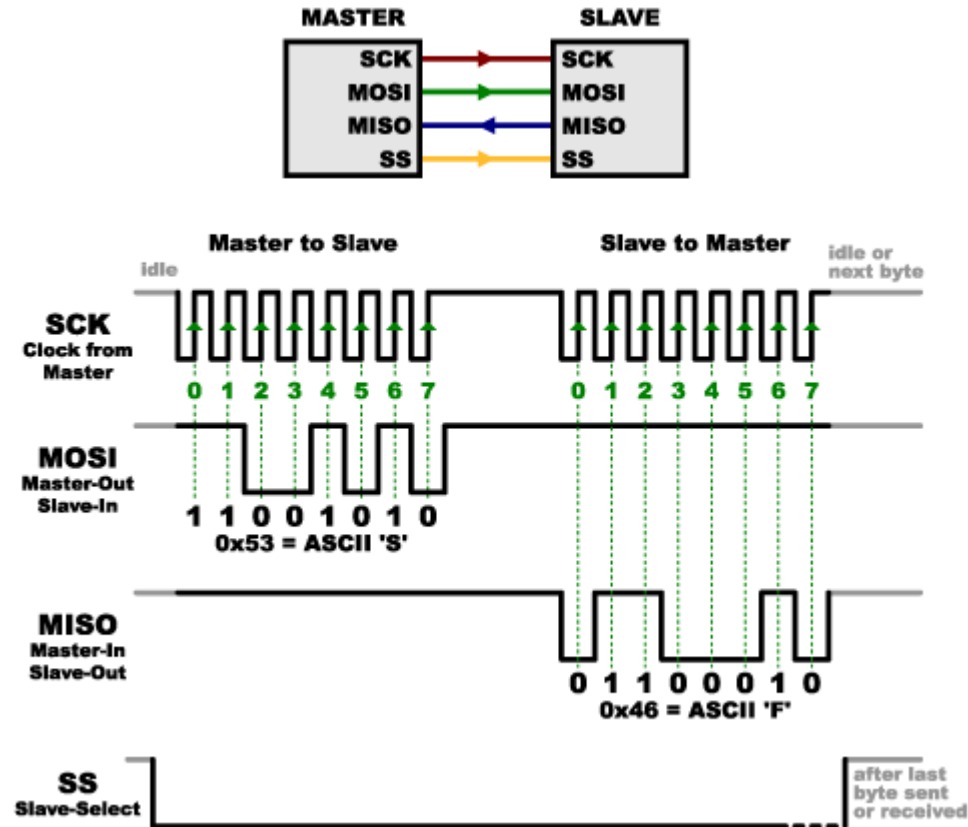 MASTER SLAVE
SCK SCK
MOSI MOSI
MISO MISO
SS SS
Master to Slave Slave to Master
idle idle or
next byte
SCK
Clock from
Master
0 1 2 3 4 5 6 7 0 1 2 3 4 5 6 7
MOSI
Master-Out
Slave-In
1 1 0 0 1 0 1 0
0x53 = ASCII 'S'
MISO
Master-In
Slave-Out
0 1 1 0 0 0 1 0
0x46 = ASCII 'F'
SS
Slave-Select
after last
byte sent
or received